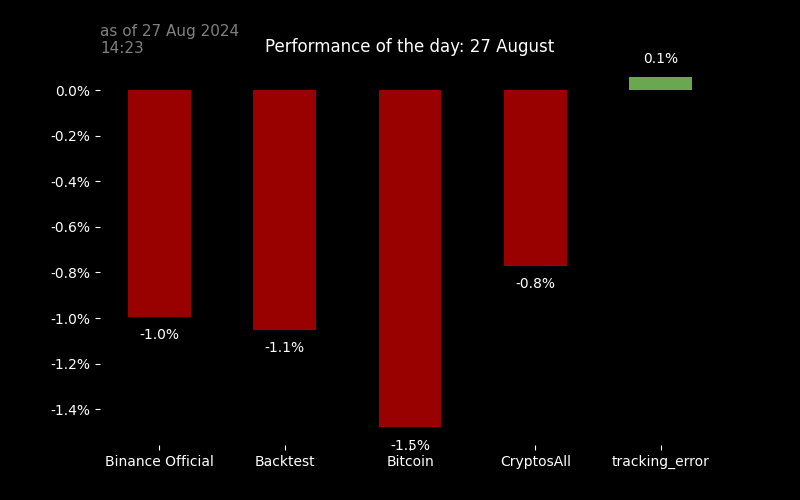 as of 27 Aug 2024
14:23
Performance of the day: 27 August
0.1%
0.0%
-0.2%
-0.4%
-0.6%
-0.8%
-1.0%
-1.2%
-1.4%
-1.0%
-1.1%
-1.5%
-0.8%
Binance Official
Backtest
Bitcoin
CryptosAll
tracking_error